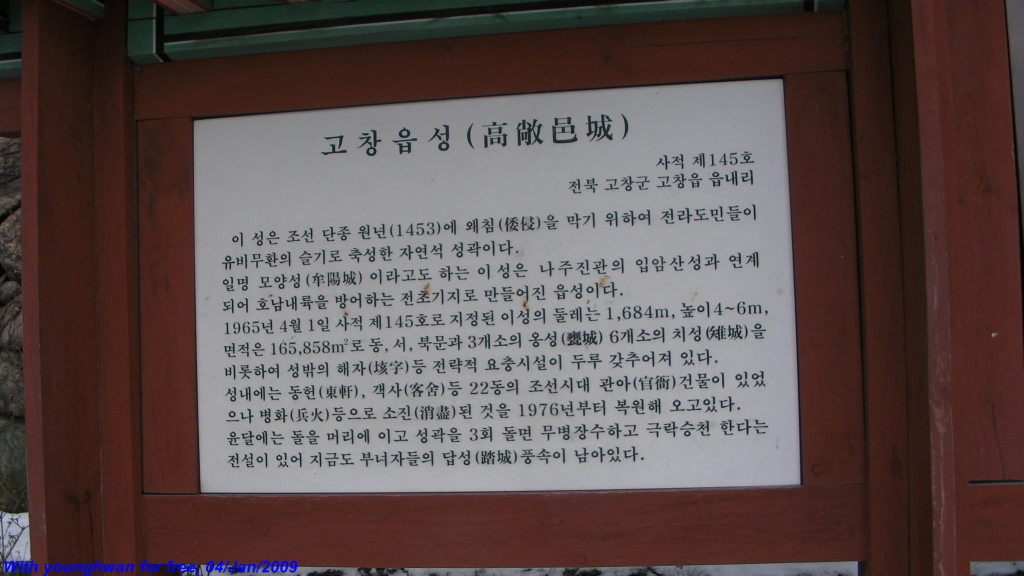 고창읍성(高敞邑城)
사적 제145호
전북 고창군 고창읍 읍내리
이 성은 조선 단종 원년(1453)에 왜침(倭侵)을 막기 위하여 전라도민들이
유비무환의 슬기로 축성한 자연석 성곽이다.
일명 모양성(牟陽城) 이라고도 하는 이 성은 나주진관의 입암산성과 연계
되어 호남내륙을 방어하는 전초기지로 만들어진 읍성이다.
1965년 4월 1일 사적 제145호로 지정된 이성의 둘레는 1,684m, 높이4~6m,
면적은 165,858㎡로 동, 서, 북문과 3개소의 옹성(甕城) 6개소의 치성(雉城)을
비롯하여 성밖의 해자(垓字)등 전략적 요충시설이 두루 갖추어져 있다.
성내에는 동헌(東軒), 객사(客舍)등 22동의 조선시대 관아(官衙)건물이 있었
으나 병화(兵火)등으로 소진(消盡)된 것을 1976년부터 복원해 오고있다.
윤달에는 돌을 머리에 이고 성곽을 3회 돌면 무병장수하고 극락승천 한다는
전설이 있어 지금도 부녀자들의 답성(踏城)풍속이 남아있다.
With younghwan for free, 04/Jan/2009